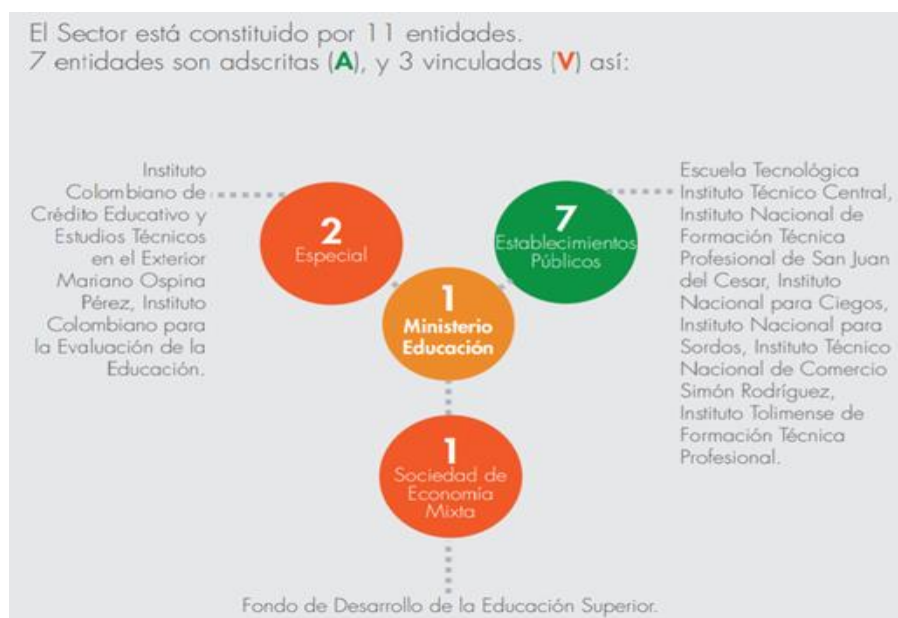 El Sector está constituido por 11 entidades.
7 entidades son adscritas (A), y 3 vinculadas (V) así:
Instituto
Colombiano de
Crédito Educativo y
Estudios Técnicos
en el Exterior
Mariano Ospina
Pérez, Instituto
Colombiano para
la Evaluación de la
Educación.
2
Especial
7
Establecimientos
Públicos
Escuela Tecnológica
Instituto Técnico Central,
Instituto Nacional de
Formación Técnica
Profesional de San Juan
del Cesar, Instituto
Nacional para Ciegos,
Instituto Nacional para
Sordos, Instituto Técnico
Nacional de Comercio
Simón Rodríguez,
Instituto Tolimense de
Formación Técnica
Profesional.
1
Ministerio
Educación
1
Sociedad de
Economía
Mixta
Fondo de Desarrollo de la Educación Superior.